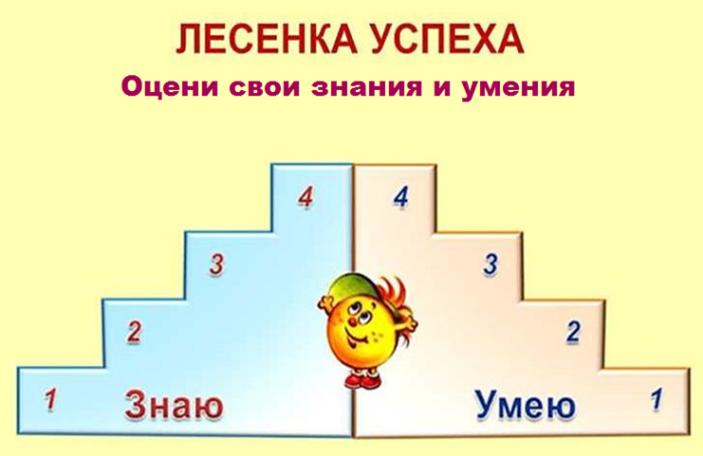 ЛЕСЕНКА УСПЕХА
Оцени свои знания и умения
4 4
3 3
2 2
1 Знаю Умею 1